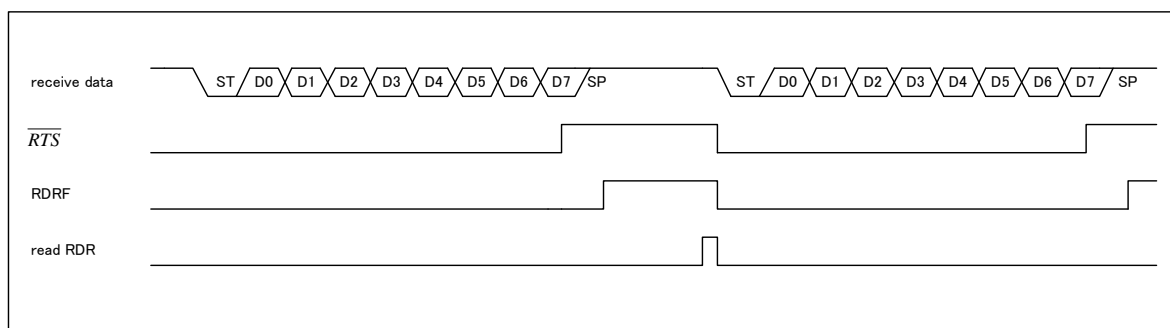 receive data ST D0 D1 D2 D3 D4 D5 D6 D7 SP ST D0 D1 D2 D3 D4 D5 D6 D7 SP
RTS
RDRF
read RDR